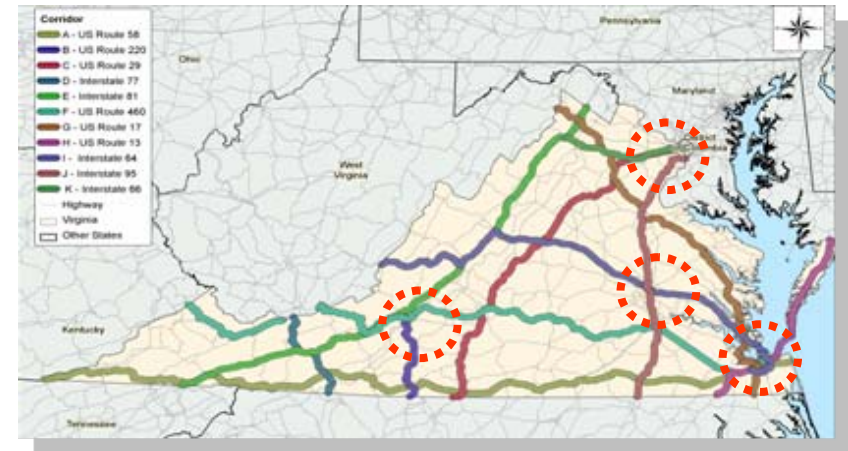 Corridor
A - US Route 58
B - US Route 220
C - US Route 29
D - Interstate 77
E - Interstate 81
F - US Route 460
G - US Route 17
H - US Route 13
I - Interstate 64
J - Interstate 95
K - Interstate 66
Highway
Virginia
Other States
Pennsylvania
Ohio
Maryland
District
Columbia
West
Virginia
Kentucky
Tennessee